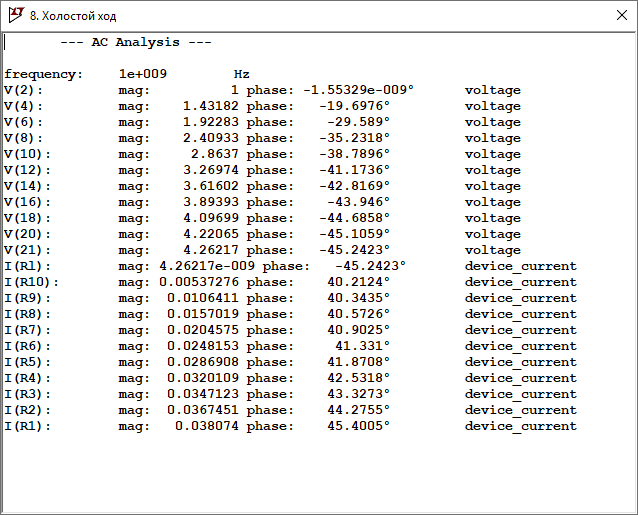 8. Холостой ход
--- AC Analysis ---
frequency: 1e+009 Hz
V(2): mag: 1 phase: -1.55329e-009° voltage
V(4): mag: 1.43182 phase: -19.6976° voltage
V(6): mag: 1.92283 phase: -29.589° voltage
V(8): mag: 2.40933 phase: -35.2318° voltage
V(10): mag: 2.8637 phase: -38.7896° voltage
V(12): mag: 3.26974 phase: -41.1736° voltage
V(14): mag: 3.61602 phase: -42.8169° voltage
V(16): mag: 3.89393 phase: -43.946° voltage
V(18): mag: 4.09699 phase: -44.6858° voltage
V(20): mag: 4.22065 phase: -45.1059° voltage
V(21): mag: 4.26217 phase: -45.2423° voltage
I(Rl): mag: 4.26217e-009 phase: -45.2423° device_current
I(R10): mag: 0.00537276 phase: 40.2124° device_current
I(R9): mag: 0.0106411 phase: 40.3435° device_current
I(R8): mag: 0.0157019 phase: 40.5726° device_current
I(R7): mag: 0.0204575 phase: 40.9025° device_current
I(R6): mag: 0.0248153 phase: 41.331° device_current
I(R5): mag: 0.0286908 phase: 41.8708° device_current
I(R4): mag: 0.0320109 phase: 42.5318° device_current
I(R3): mag: 0.0347123 phase: 43.3273° device_current
I(R2): mag: 0.0367451 phase: 44.2755° device_current
I(R1): mag: 0.038074 phase: 45.4005° device_current